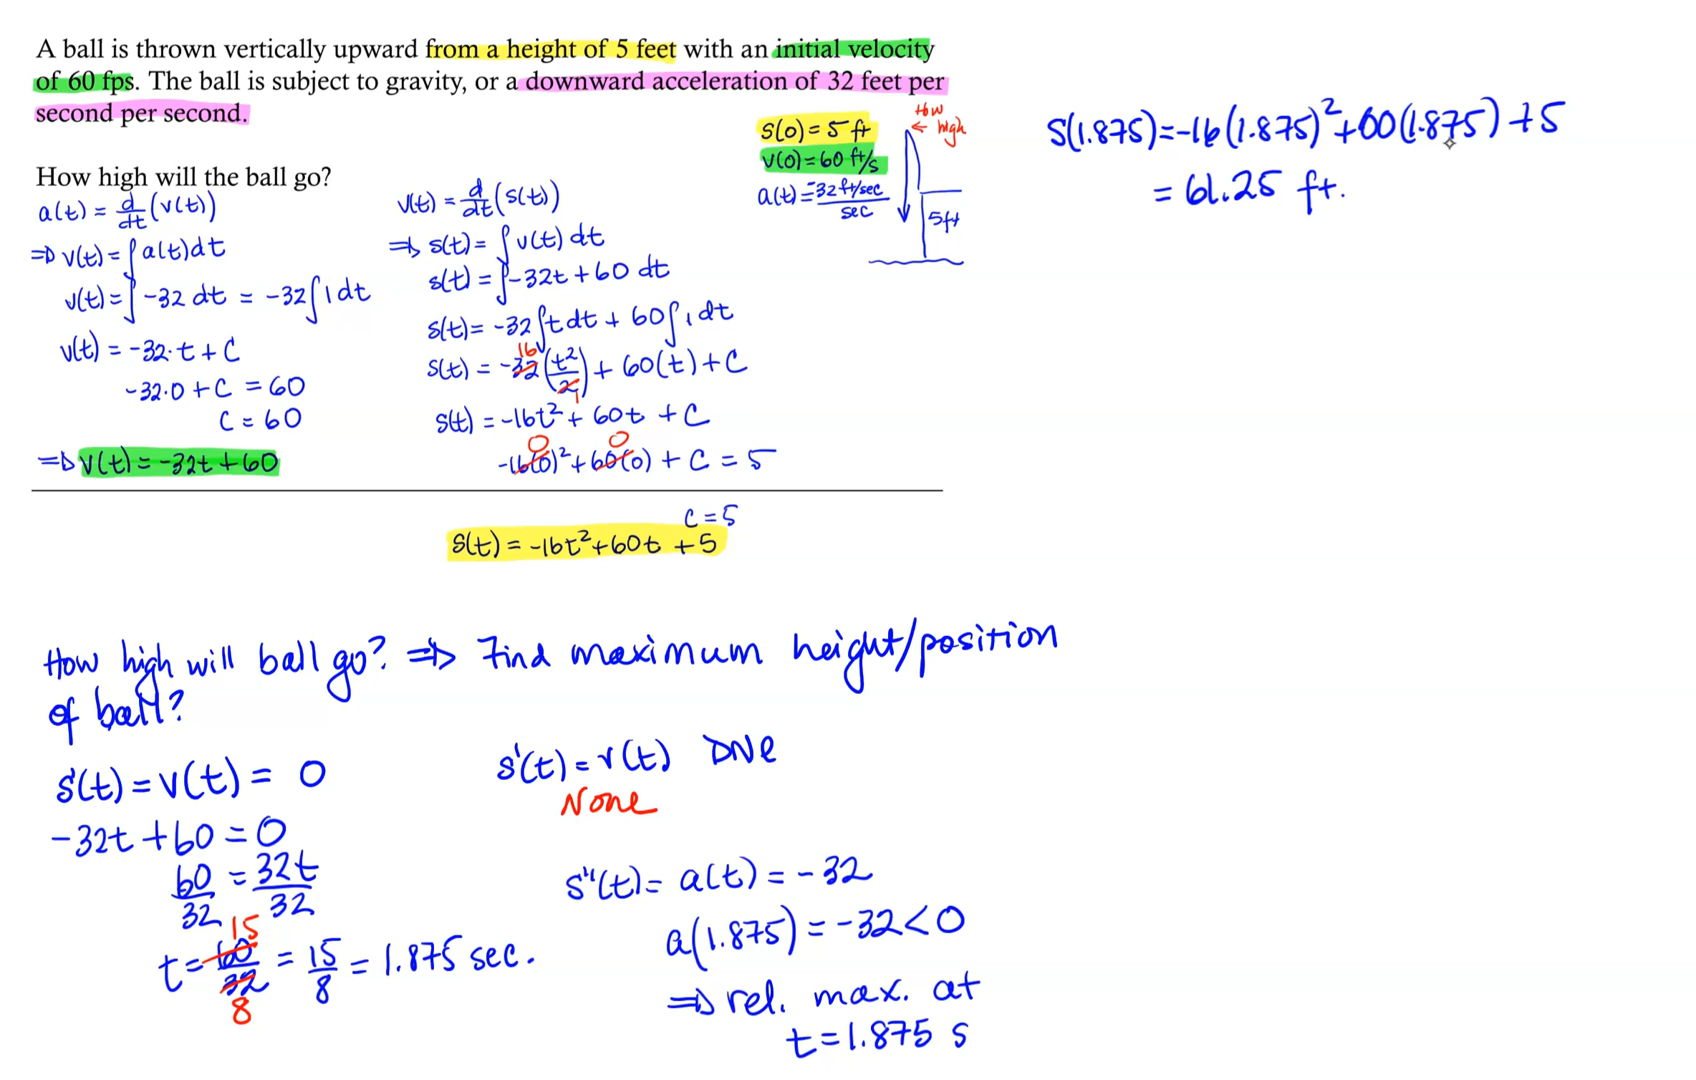 A ball is thrown vertically upward from a height of 5 feet with an initial velocity
of 60 fps. The ball is subject to gravity, or a downward acceleration of 32 feet per
second per second.
How high will the ball go?
a(t) = d/dt (v(t))
⇒ v(t) = ∫ a(t) dt
v(t) = ∫ -32 dt = -32 ∫ 1 dt
v(t) = -32·t + C
-32·0 + C = 60
C = 60
⇒ v(t) = -32t + 60
v(t) = d/dt (s(t))
⇒ s(t) = ∫ v(t) dt
s(t) = ∫ -32t + 60 dt
s(t) = -32 ∫ t dt + 60 ∫ 1 dt
16
s(t) = -32 (t²/2) + 60(t) + C
1
s(t) = -16t² + 60t + C
0 0
-16(0)² + 60(0) + C = 5
C = 5
s(t) = -16t² + 60t + 5
s(0) = 5 ft
v(0) = 60 ft/s
a(t) = -32 ft/sec / sec
How
← high
5ft
S(1.875) = -16(1.875)² + 60(1.875) + 5
= 61.25 ft.
How high will ball go? ⇒ Find maximum height/position
of ball?
s'(t) = v(t) = 0
-32t + 60 = 0
60/32 = 32t/32
15
t = 60/32 = 15/8 = 1.875 sec.
8
s'(t) = v(t) DNE
None
s''(t) = a(t) = -32
a(1.875) = -32 < 0
⇒ rel. max. at
t = 1.875 s